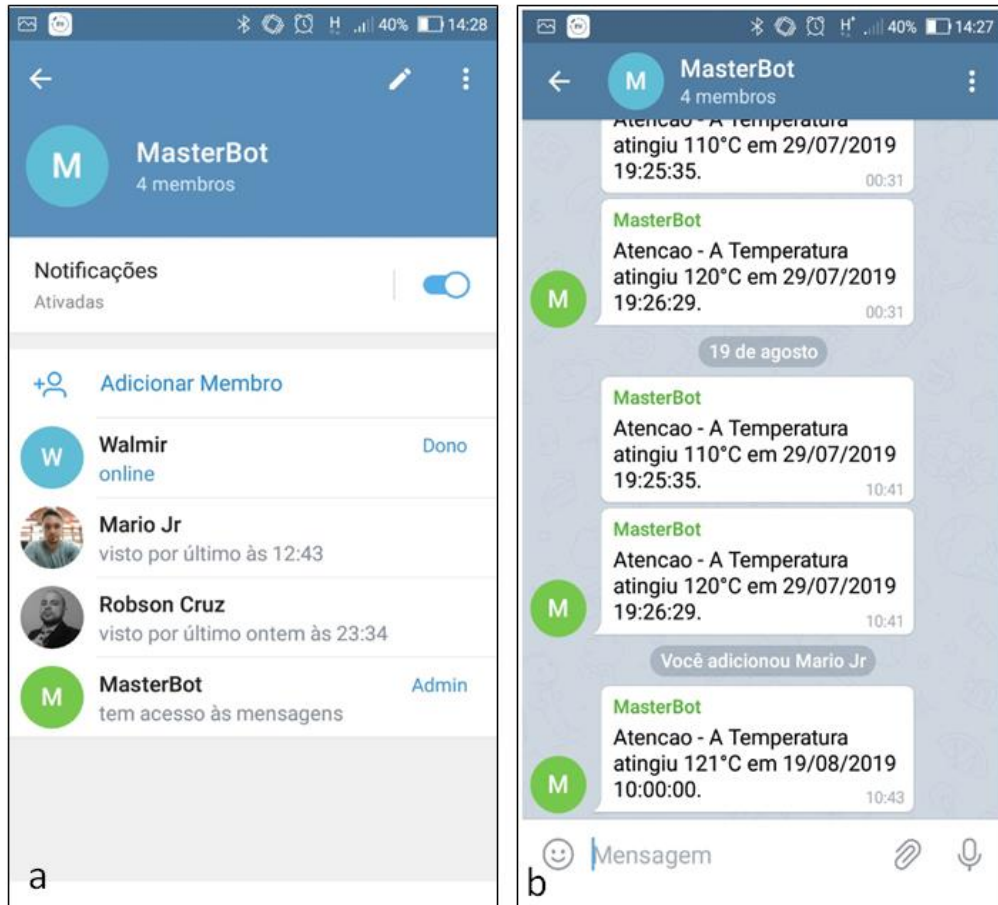 H 40% 14:28
M
MasterBot
4 membros
Notificações
Ativadas
Adicionar Membro
W
Walmir
Dono
online
Mario Jr
visto por último às 12:43
Robson Cruz
visto por último ontem às 23:34
M
MasterBot
Admin
tem acesso às mensagens
a
H+ 40% 14:27
M
MasterBot
4 membros
Atencao - A Temperatura
atingiu 110°C em 29/07/2019
19:25:35.
00:31
MasterBot
Atencao - A Temperatura
atingiu 120°C em 29/07/2019
19:26:29.
00:31
M
19 de agosto
MasterBot
Atencao - A Temperatura
atingiu 110°C em 29/07/2019
19:25:35.
10:41
MasterBot
Atencao - A Temperatura
atingiu 120°C em 29/07/2019
19:26:29.
10:41
M
Você adicionou Mario Jr
MasterBot
Atencao - A Temperatura
atingiu 121°C em 19/08/2019
10:00:00.
10:43
M
Mensagem
b